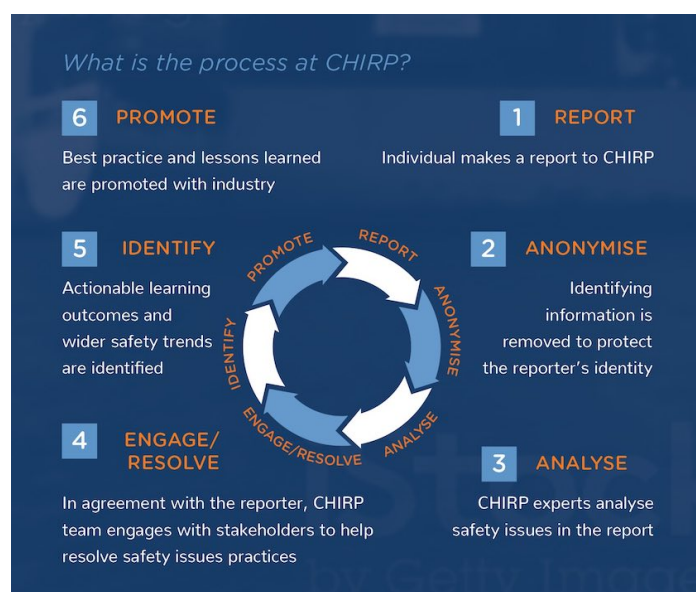 What is the process at CHIRP?
6 PROMOTE
Best practice and lessons learned
are promoted with industry
1 REPORT
Individual makes a report to CHIRP
5 IDENTIFY
Actionable learning
outcomes and
wider safety trends
are identified
2 ANONYMISE
Identifying
information is
removed to protect
the reporter's identity
PROMOTE
REPORT
ANONYMISE
ANALYSE
ENGAGE/RESOLVE
IDENTIFY
4 ENGAGE/
RESOLVE
In agreement with the reporter, CHIRP
team engages with stakeholders to help
resolve safety issues practices
3 ANALYSE
CHIRP experts analyse
safety issues in the report
iStock
by Getty Image